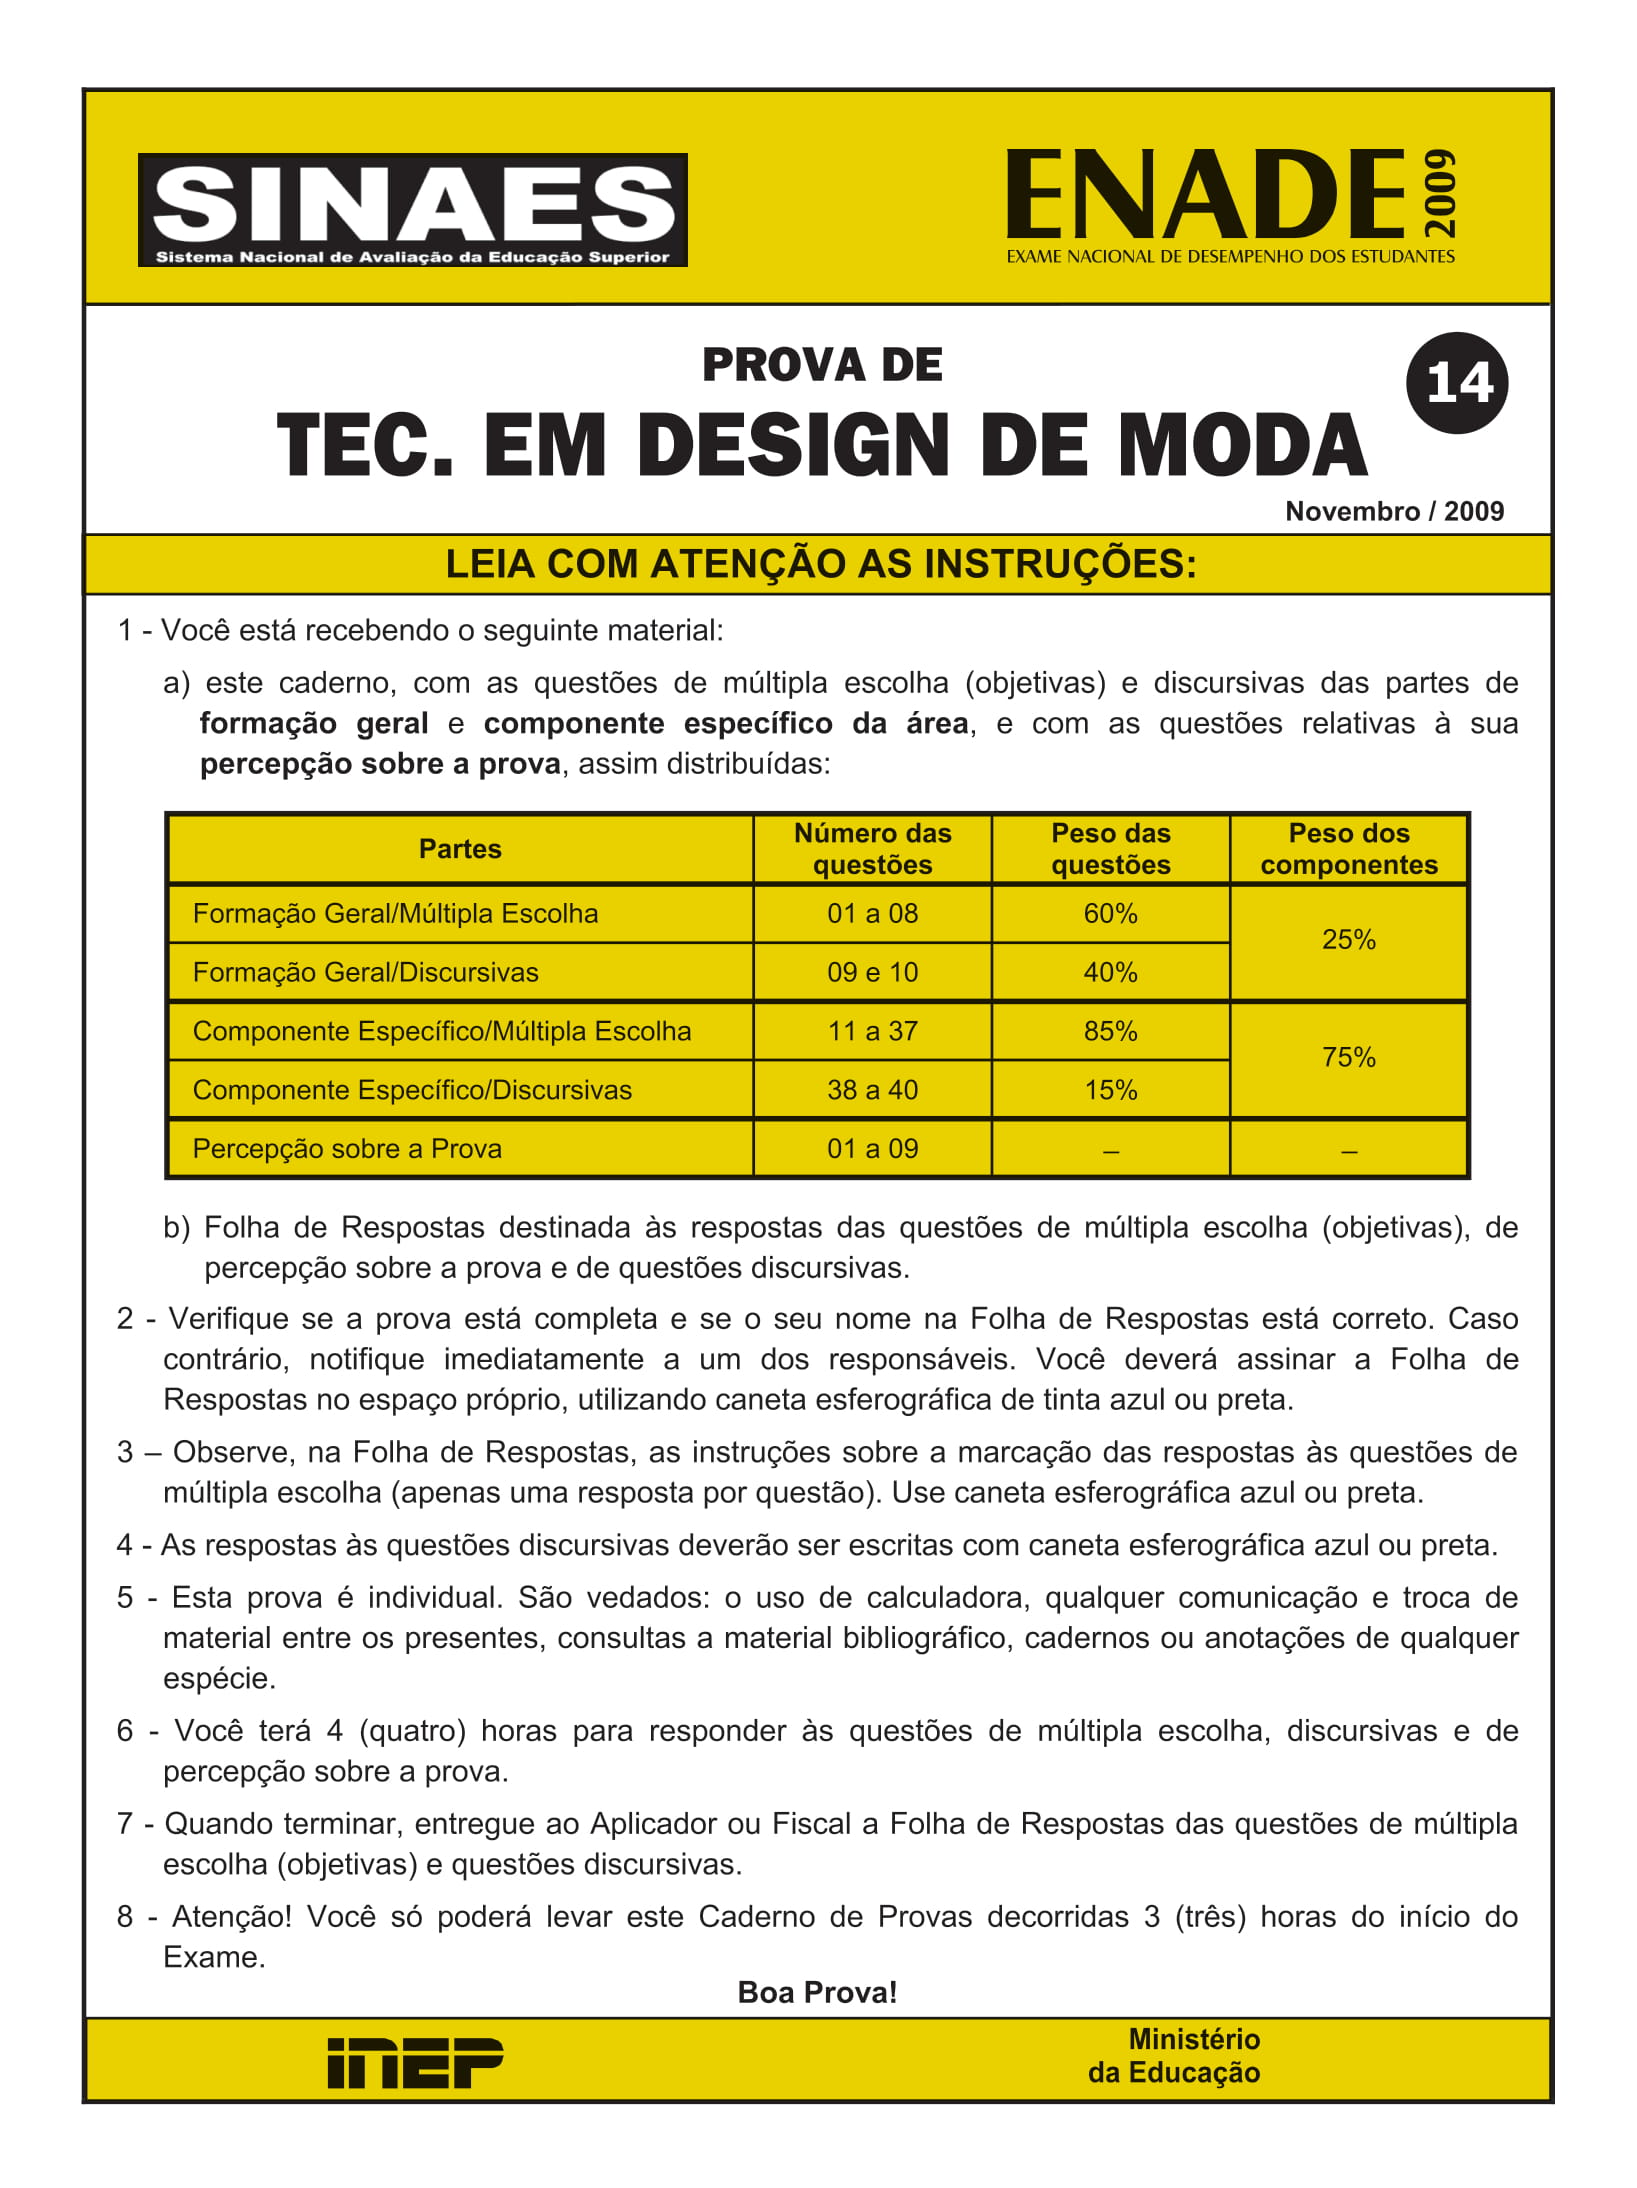 SINAES
Sistema Nacional de Avaliação da Educação Superior
ENADE 2009
EXAME NACIONAL DE DESEMPENHO DOS ESTUDANTES
PROVA DE
14
TEC. EM DESIGN DE MODA
Novembro / 2009
LEIA COM ATENÇÃO AS INSTRUÇÕES:
1 - Você está recebendo o seguinte material:
a) este caderno, com as questões de múltipla escolha (objetivas) e discursivas das partes de
formação geral e componente específico da área, e com as questões relativas à sua
percepção sobre a prova, assim distribuídas:
Partes Número das questões Peso das questões Peso dos componentes
Formação Geral/Múltipla Escolha 01 a 08 60% 25%
Formação Geral/Discursivas 09 e 10 40%
Componente Específico/Múltipla Escolha 11 a 37 85% 75%
Componente Específico/Discursivas 38 a 40 15%
Percepção sobre a Prova 01 a 09 – –
b) Folha de Respostas destinada às respostas das questões de múltipla escolha (objetivas), de
percepção sobre a prova e de questões discursivas.
2 - Verifique se a prova está completa e se o seu nome na Folha de Respostas está correto. Caso
contrário, notifique imediatamente a um dos responsáveis. Você deverá assinar a Folha de
Respostas no espaço próprio, utilizando caneta esferográfica de tinta azul ou preta.
3 – Observe, na Folha de Respostas, as instruções sobre a marcação das respostas às questões de
múltipla escolha (apenas uma resposta por questão). Use caneta esferográfica azul ou preta.
4 - As respostas às questões discursivas deverão ser escritas com caneta esferográfica azul ou preta.
5 - Esta prova é individual. São vedados: o uso de calculadora, qualquer comunicação e troca de
material entre os presentes, consultas a material bibliográfico, cadernos ou anotações de qualquer
espécie.
6 - Você terá 4 (quatro) horas para responder às questões de múltipla escolha, discursivas e de
percepção sobre a prova.
7 - Quando terminar, entregue ao Aplicador ou Fiscal a Folha de Respostas das questões de múltipla
escolha (objetivas) e questões discursivas.
8 - Atenção! Você só poderá levar este Caderno de Provas decorridas 3 (três) horas do início do
Exame.
Boa Prova!
INEP
Ministério
da Educação